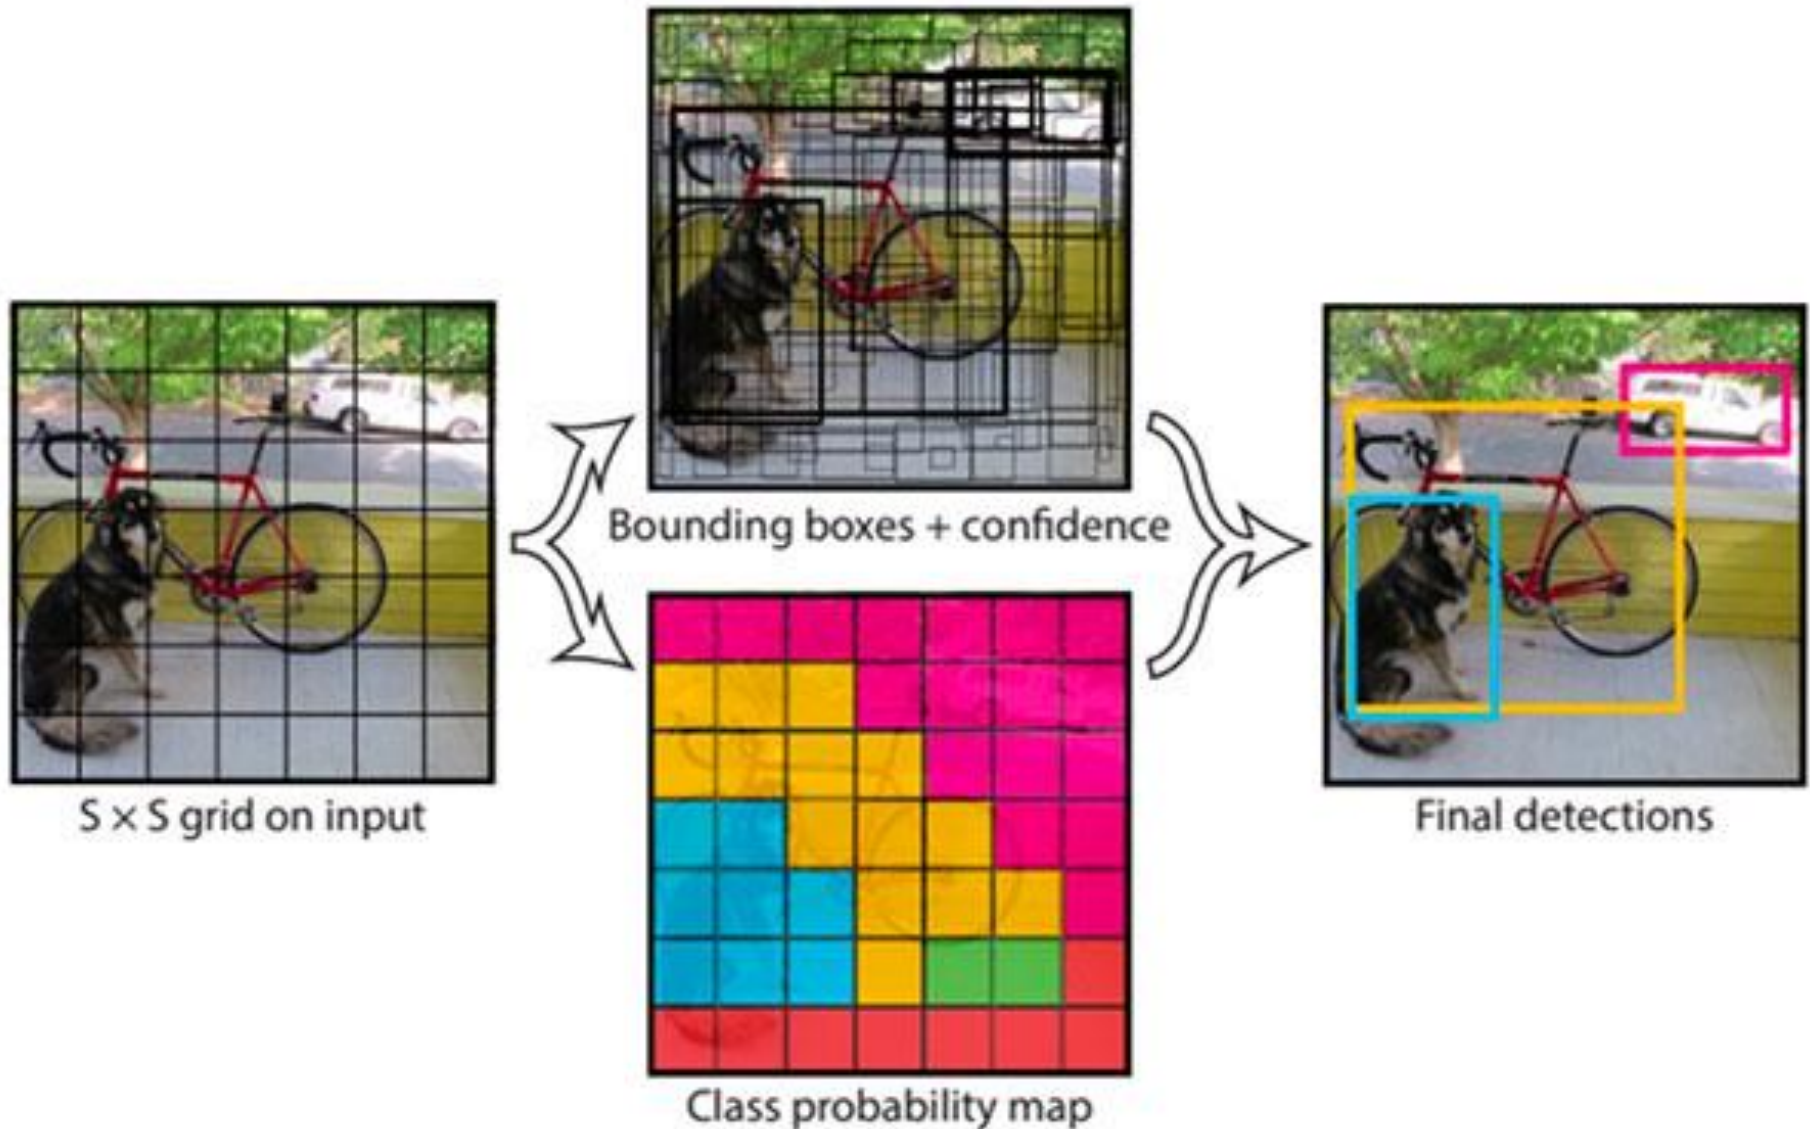 Bounding boxes + confidence
S × S grid on input
Final detections
Class probability map